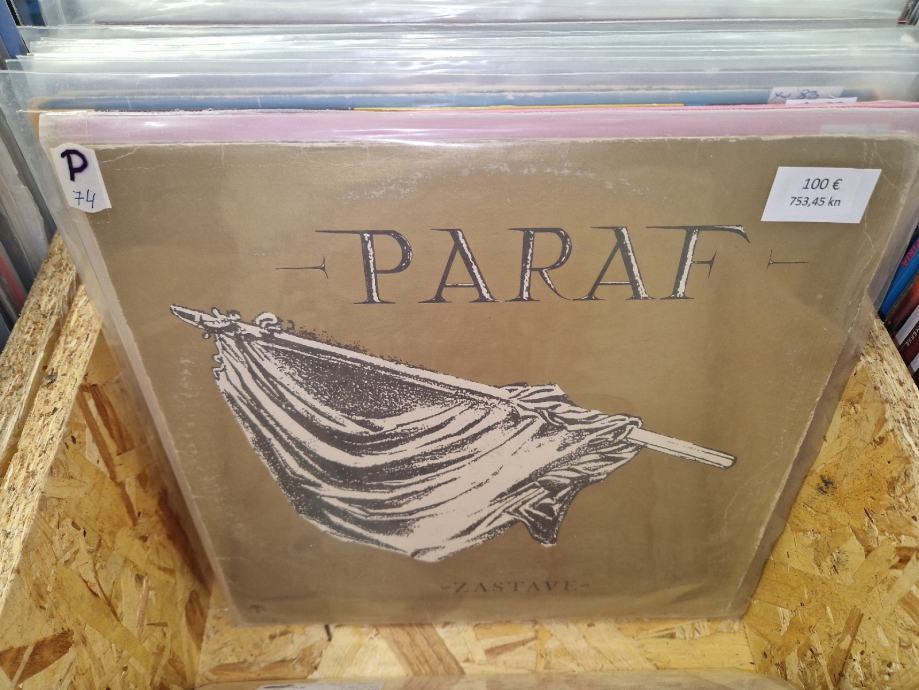 P
74
100 €
753,45 kn
PARAF
-ZASTAVE-